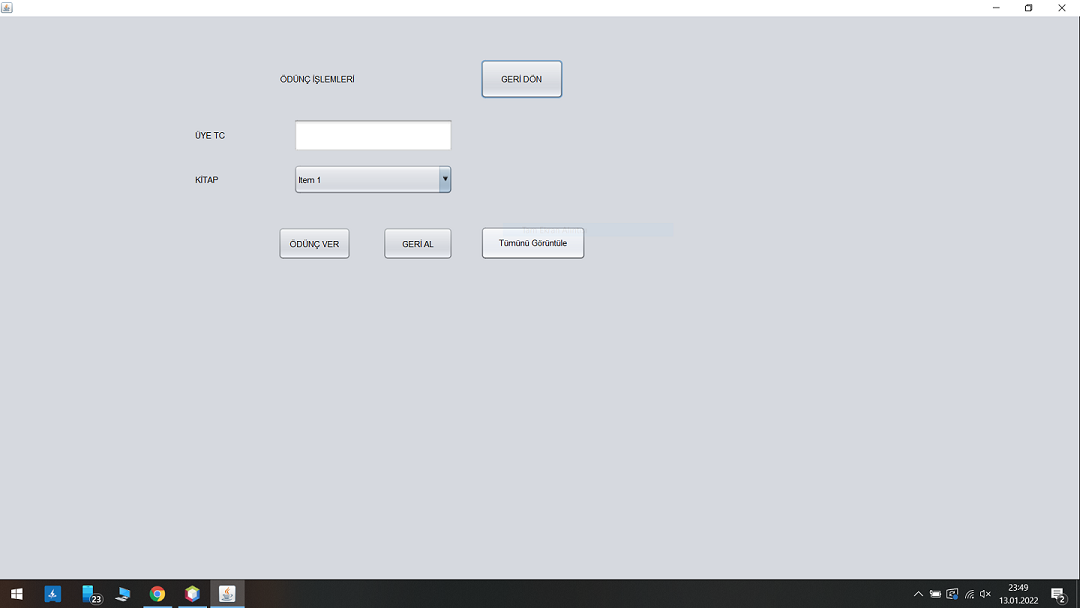 ÖDÜNÇ İŞLEMLERİ
GERİ DÖN
ÜYE TC
KİTAP
Item 1
ÖDÜNÇ VER
GERİ AL
Tümünü Görüntüle
23
23:49
13.01.2022
2